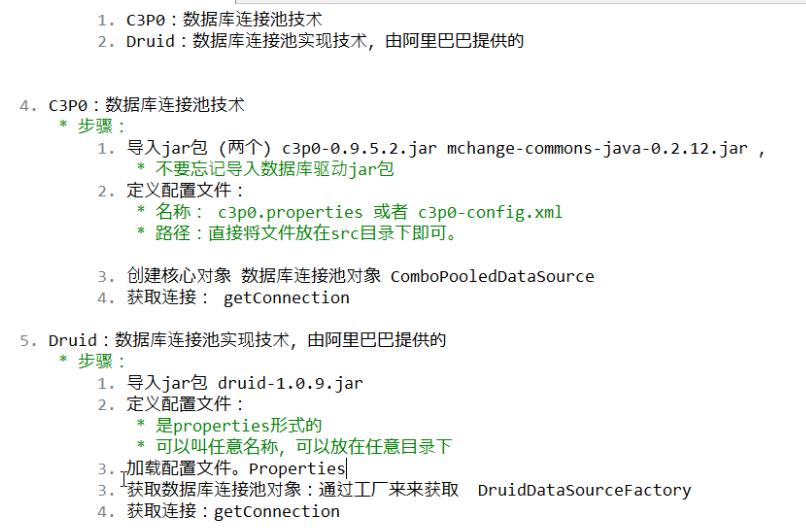 1. C3P0：数据库连接池技术
2. Druid：数据库连接池实现技术，由阿里巴巴提供的
4. C3P0：数据库连接池技术
* 步骤：
1. 导入jar包 (两个) c3p0-0.9.5.2.jar mchange-commons-java-0.2.12.jar ，
* 不要忘记导入数据库驱动jar包
2. 定义配置文件：
* 名称： c3p0.properties 或者 c3p0-config.xml
* 路径：直接将文件放在src目录下即可。
3. 创建核心对象 数据库连接池对象 ComboPooledDataSource
4. 获取连接： getConnection
5. Druid：数据库连接池实现技术，由阿里巴巴提供的
* 步骤：
1. 导入jar包 druid-1.0.9.jar
2. 定义配置文件：
* 是properties形式的
* 可以叫任意名称，可以放在任意目录下
3. 加载配置文件。Properties
3. 获取数据库连接池对象：通过工厂来来获取 DruidDataSourceFactory
4. 获取连接：getConnection